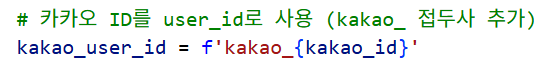 # 카카오 ID를 user_id로 사용 (kakao_ 접두사 추가)
kakao_user_id = f'kakao_{kakao_id}'